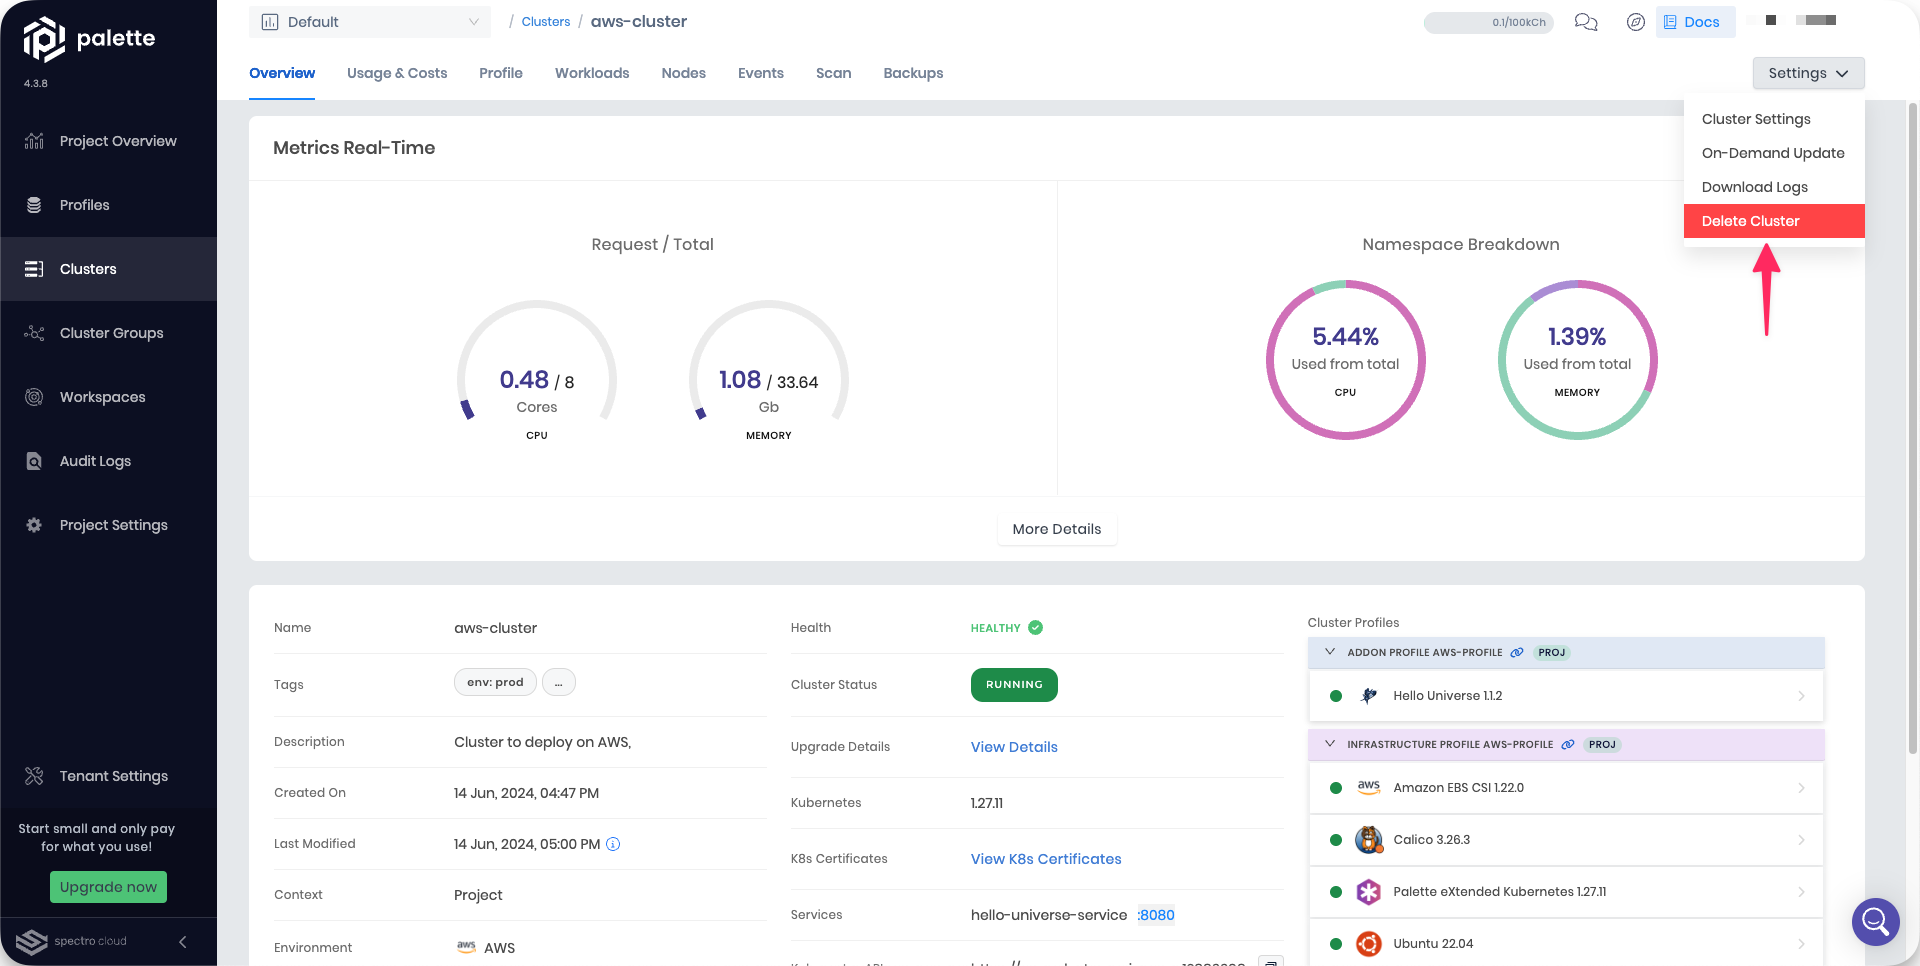 palette
4.3.8
Project Overview
Profiles
Clusters
Cluster Groups
Workspaces
Audit Logs
Project Settings
Tenant Settings
Start small and only pay
for what you use!
Upgrade now
spectro cloud
Default
/ Clusters / aws-cluster
0.1/100kCh
Docs
Overview
Usage & Costs
Profile
Workloads
Nodes
Events
Scan
Backups
Settings
Cluster Settings
On-Demand Update
Download Logs
Delete Cluster
Metrics Real-Time
Request / Total
0.48 / 8
Cores
CPU
1.08 / 33.64
Gb
MEMORY
Namespace Breakdown
5.44%
Used from total
CPU
1.39%
Used from total
MEMORY
More Details
Name
aws-cluster
Tags
env: prod
...
Description
Cluster to deploy on AWS,
Created On
14 Jun, 2024, 04:47 PM
Last Modified
14 Jun, 2024, 05:00 PM
Context
Project
Environment
aws AWS
Health
HEALTHY
Cluster Status
RUNNING
Upgrade Details
View Details
Kubernetes
1.27.11
K8s Certificates
View K8s Certificates
Services
hello-universe-service :8080
Cluster Profiles
ADDON PROFILE AWS-PROFILE
PROJ
Hello Universe 1.1.2
INFRASTRUCTURE PROFILE AWS-PROFILE
PROJ
aws Amazon EBS CSI 1.22.0
Calico 3.26.3
Palette eXtended Kubernetes 1.27.11
Ubuntu 22.04